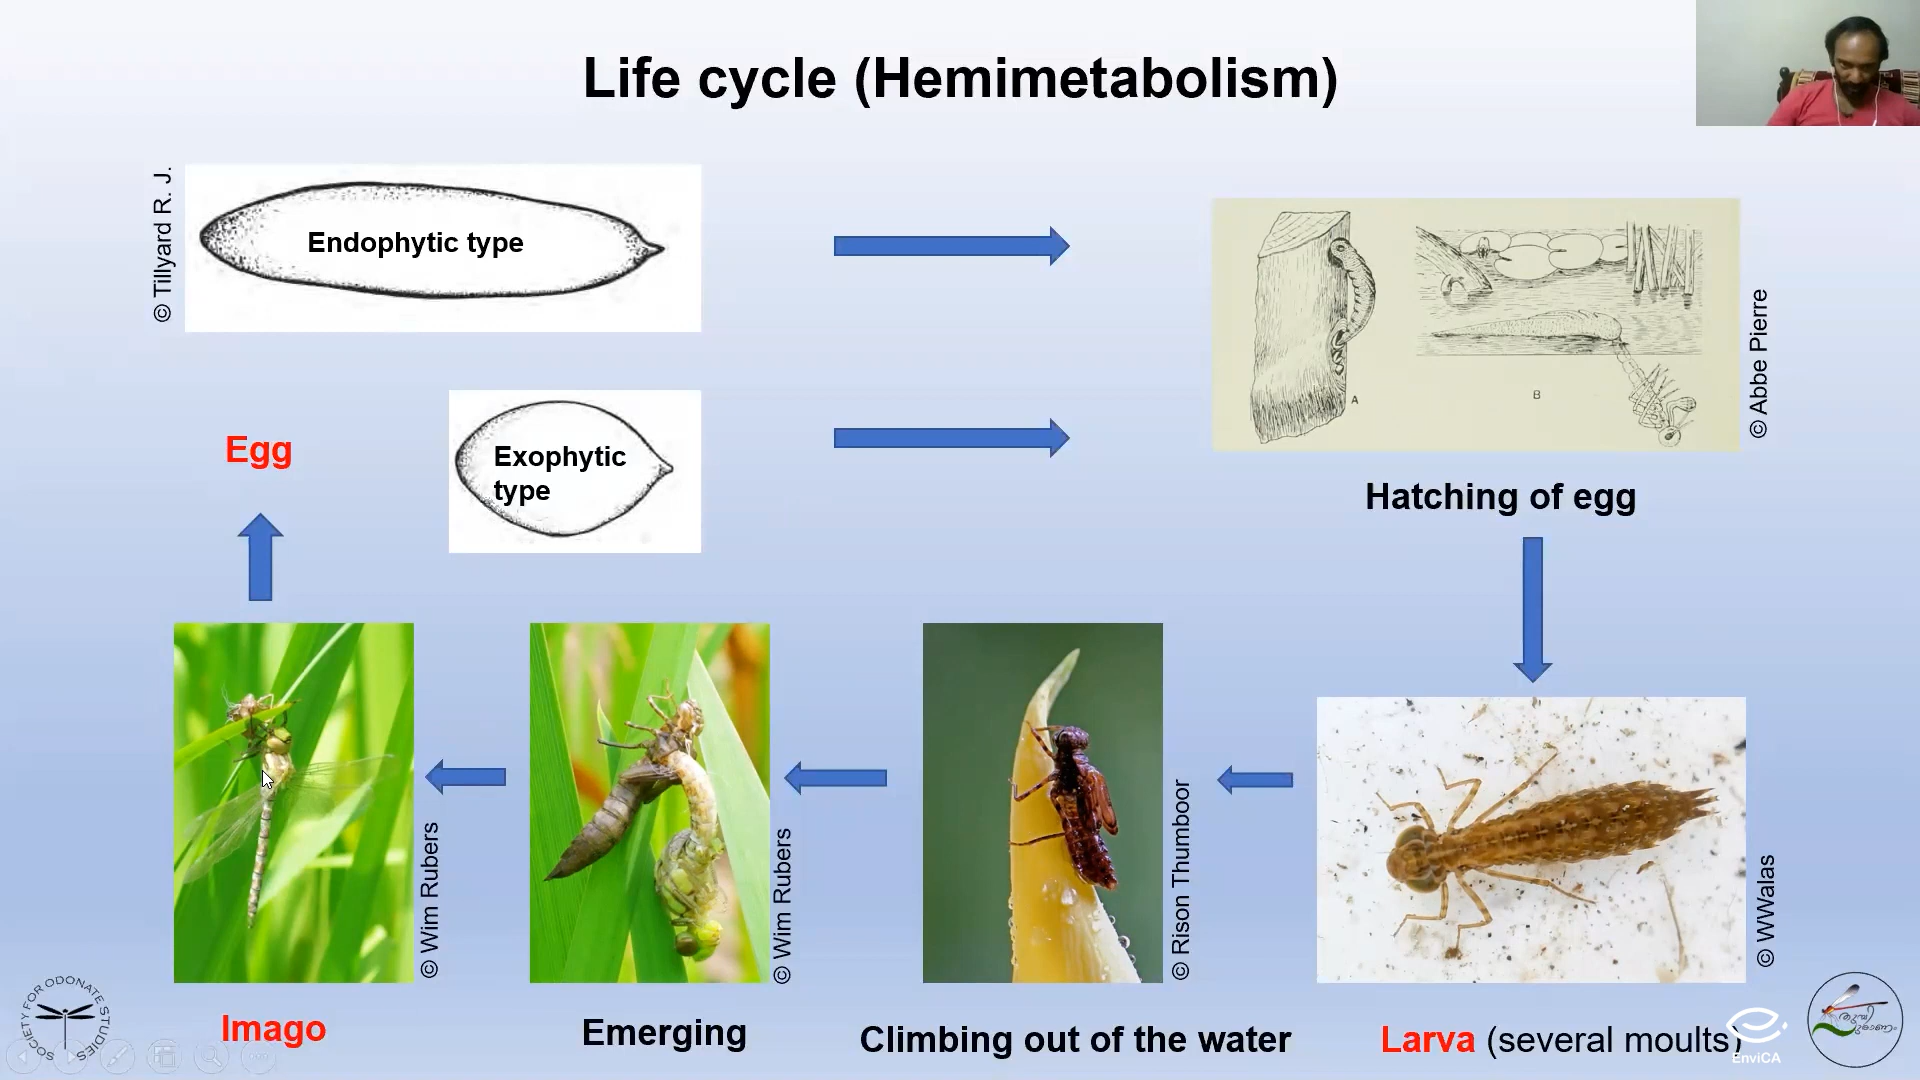 Life cycle (Hemimetabolism)
© Tillyard R. J.
Endophytic type
A
B
© Abbe Pierre
Egg
Exophytic
type
Hatching of egg
© Wim Rubers
© Wim Rubers
© Rison Thumboor
© WWalas
Imago
Emerging
Climbing out of the water
Larva (several moults)
SOCIETY FOR ODONATE STUDIES
EnviCA